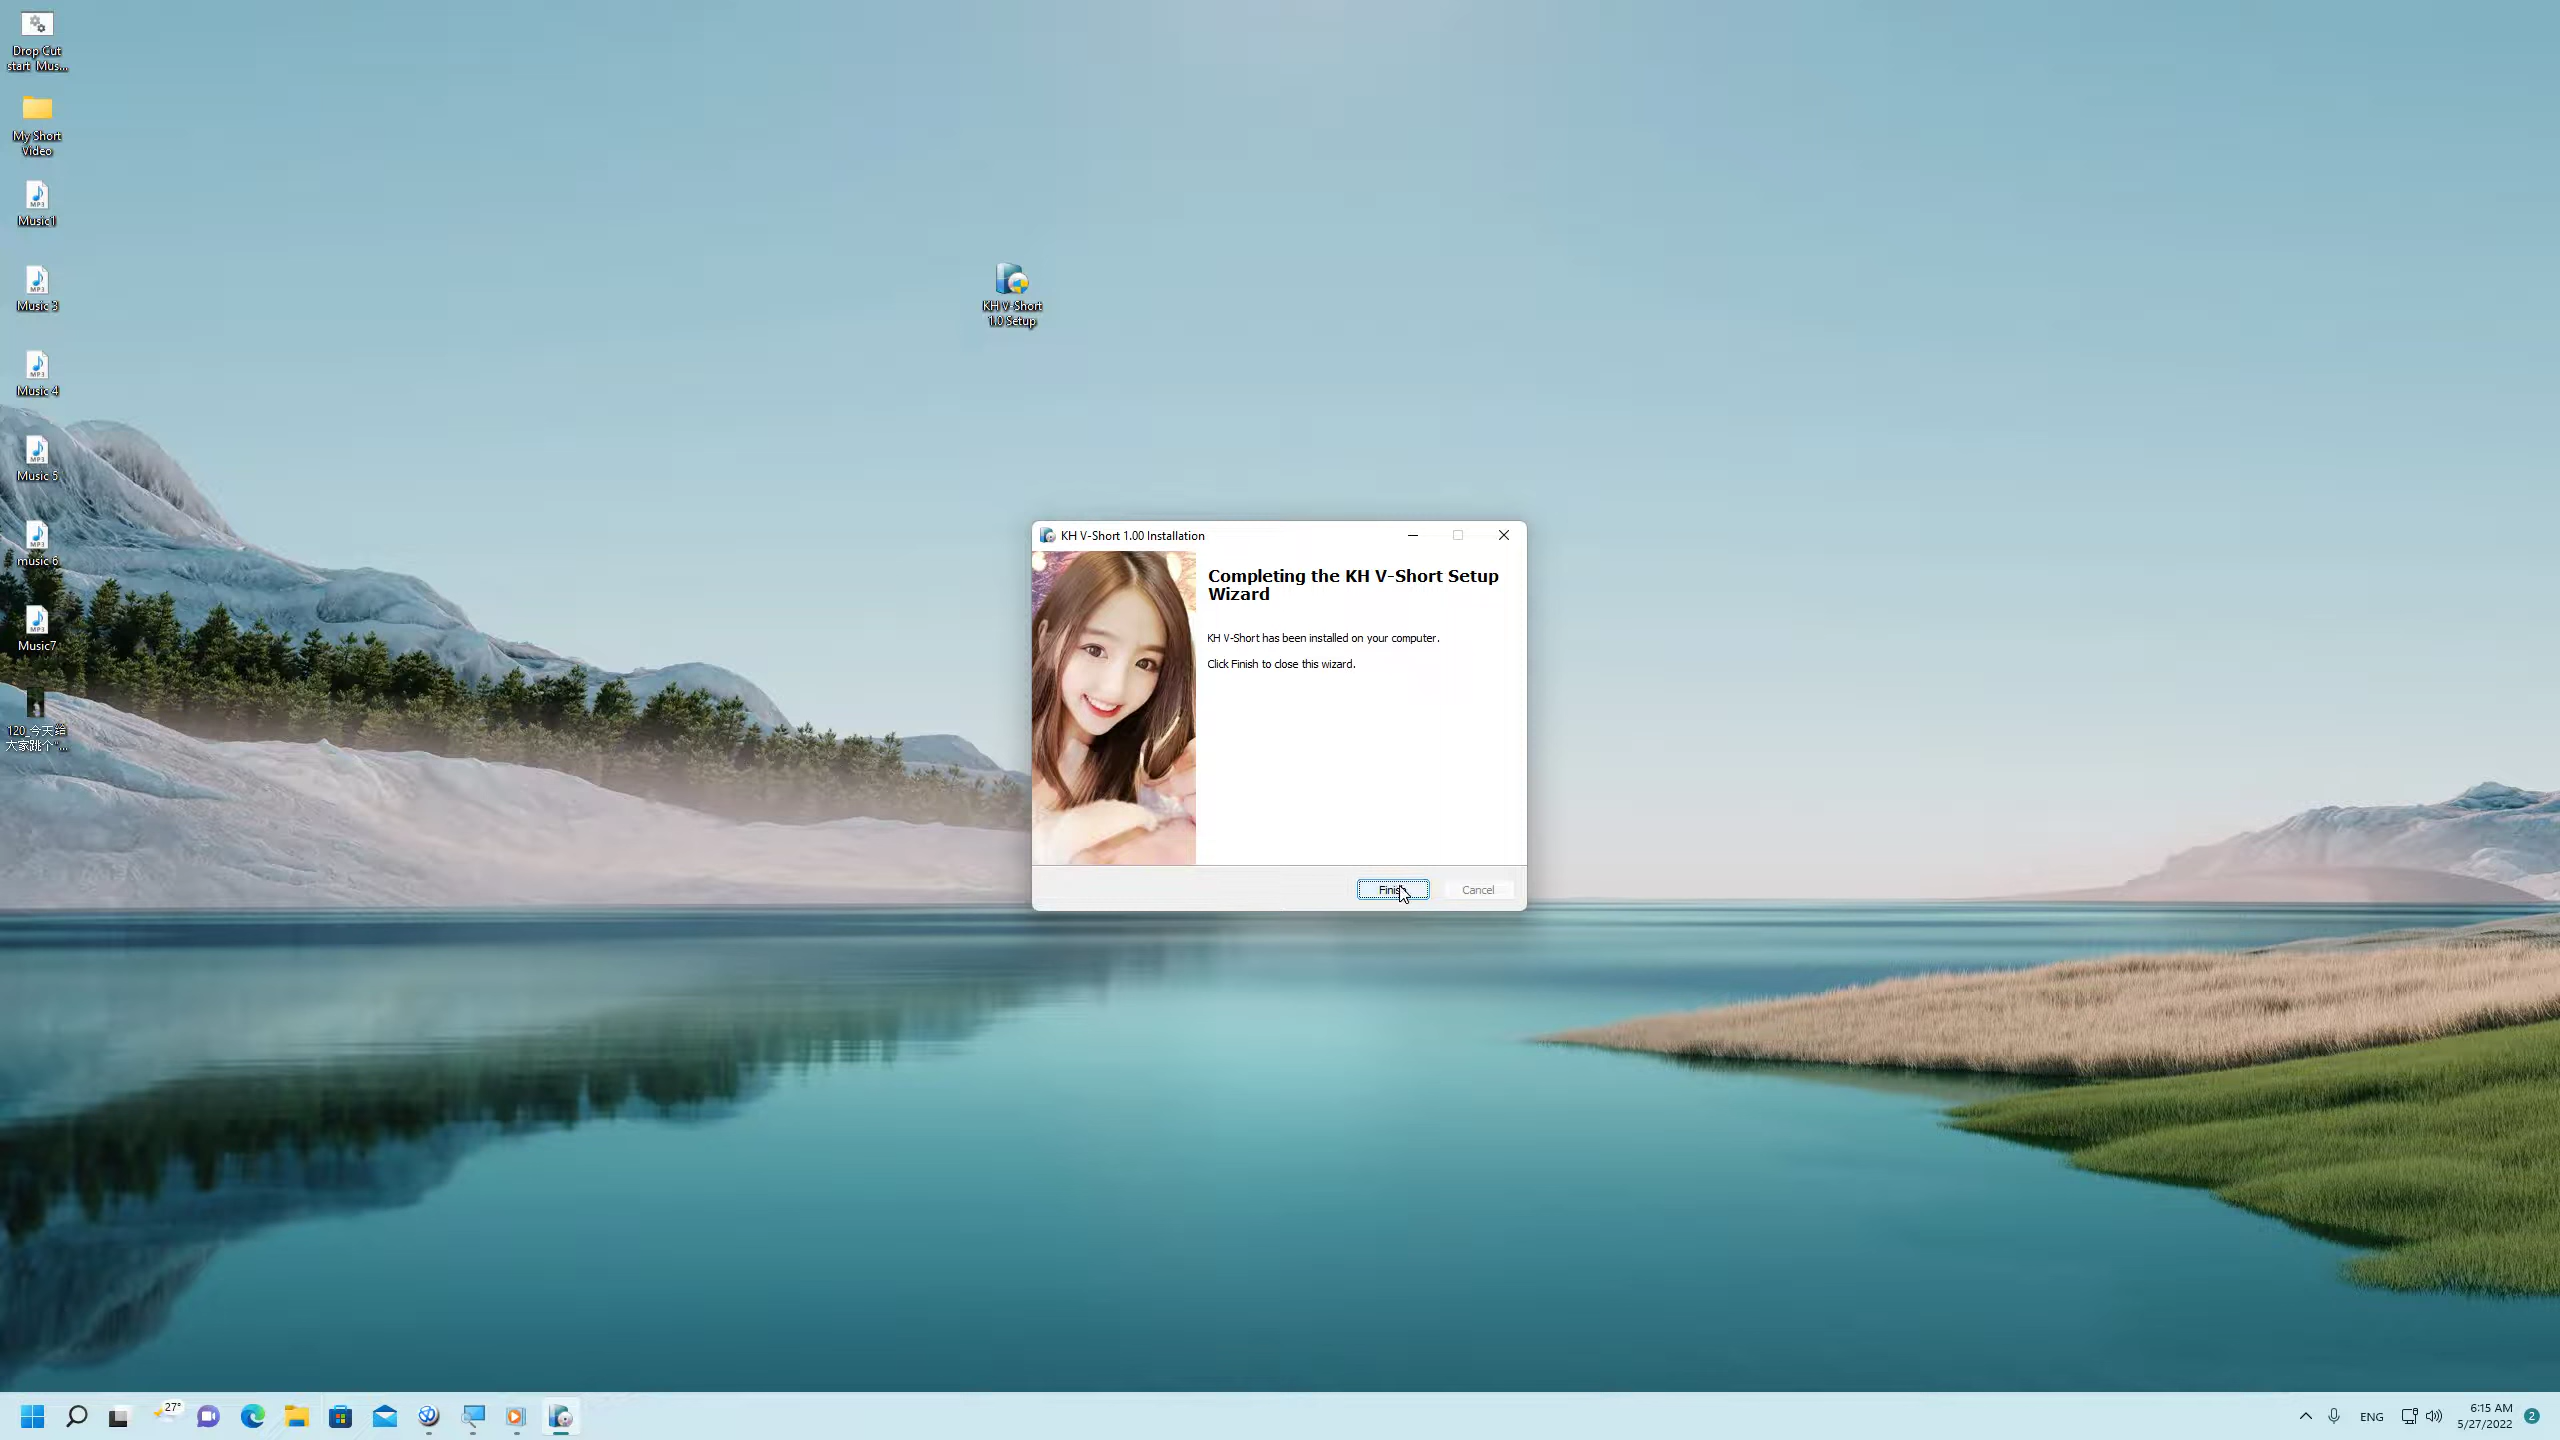 Drop Cut
start Mus...
My Short
Video
Music1
Music 3
Music 4
Music 5
music 6
Music7
120_今天给
大家跳个"...
KH V-Short
1.0 Setup
KH V-Short 1.00 Installation
Completing the KH V-Short Setup
Wizard
KH V-Short has been installed on your computer.
Click Finish to close this wizard.
Finish
Cancel
27°
ENG
6:15 AM
5/27/2022
2